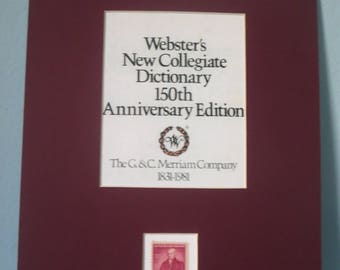 Webster's
New Collegiate
Dictionary
150th
Anniversary Edition
The G. & C. Merriam Company
1831-1981